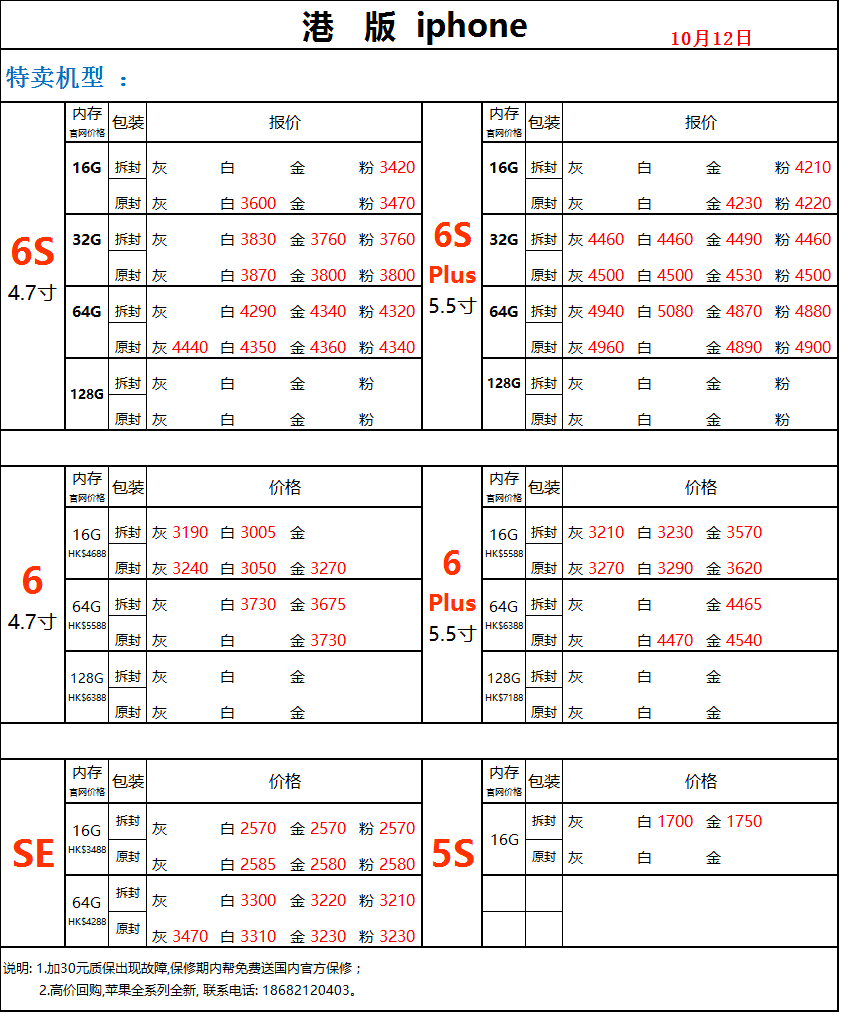 港 版 iphone
10月12日
特卖机型 ：
6S
4.7寸
内存
官网价格
包装
报价
16G
拆封 灰 白 金 粉 3420
原封 灰 白 3600 金 粉 3470
32G
拆封 灰 白 3830 金 3760 粉 3760
原封 灰 白 3870 金 3800 粉 3800
64G
拆封 灰 白 4290 金 4340 粉 4320
原封 灰 4440 白 4350 金 4360 粉 4340
128G
拆封 灰 白 金 粉
原封 灰 白 金 粉
6S
Plus
5.5寸
内存
官网价格
包装
报价
16G
拆封 灰 白 金 粉 4210
原封 灰 白 金 4230 粉 4220
32G
拆封 灰 4460 白 4460 金 4490 粉 4460
原封 灰 4500 白 4500 金 4530 粉 4500
64G
拆封 灰 4940 白 5080 金 4870 粉 4880
原封 灰 4960 白 金 4890 粉 4900
128G
拆封 灰 白 金 粉
原封 灰 白 金 粉
6
4.7寸
内存
官网价格
包装
价格
16G
HK$4688
拆封 灰 3190 白 3005 金
原封 灰 3240 白 3050 金 3270
64G
HK$5588
拆封 灰 白 3730 金 3675
原封 灰 白 金 3730
128G
HK$6388
拆封 灰 白 金
原封 灰 白 金
6
Plus
5.5寸
内存
官网价格
包装
价格
16G
HK$5588
拆封 灰 3210 白 3230 金 3570
原封 灰 3270 白 3290 金 3620
64G
HK$6388
拆封 灰 白 金 4465
原封 灰 白 4470 金 4540
128G
HK$7188
拆封 灰 白 金
原封 灰 白 金
SE
内存
官网价格
包装
价格
16G
HK$3488
拆封 灰 白 2570 金 2570 粉 2570
原封 灰 白 2585 金 2580 粉 2580
64G
HK$4288
拆封 灰 白 3300 金 3220 粉 3210
原封 灰 3470 白 3310 金 3230 粉 3230
5S
内存
官网价格
包装
价格
16G
拆封 灰 白 1700 金 1750
原封 灰 白 金
说明: 1.加30元质保出现故障,保修期内帮免费送国内官方保修；
2.高价回购,苹果全系列全新, 联系电话: 18682120403。